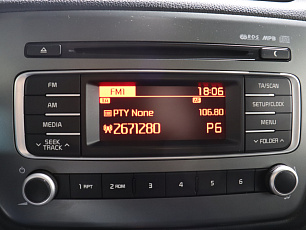 RDS MP3
FM
AM
MEDIA
SEEK
TRACK
FM1 18:06
PTY None 106.80
₩2671280 P6
TA/SCAN
SETUP/CLOCK
MENU
FOLDER
1 RPT 2 RDM 3 4 5 6